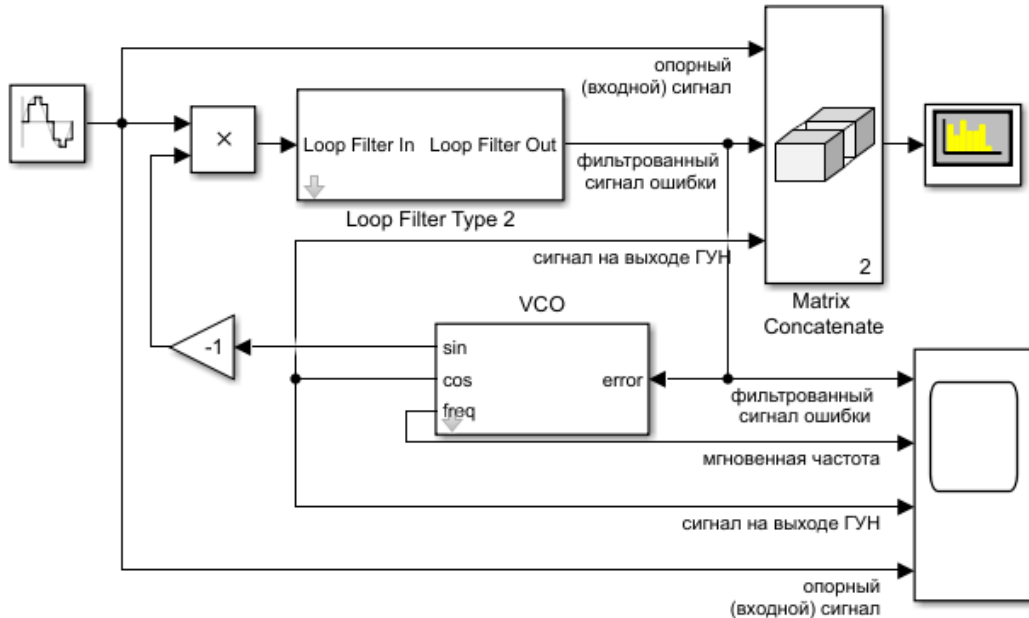 опорный
(входной) сигнал
×
Loop Filter In Loop Filter Out
фильтрованный
сигнал ошибки
Loop Filter Type 2
сигнал на выходе ГУН
2
Matrix
Concatenate
VCO
-1
sin
cos
error
freq
фильтрованный
сигнал ошибки
мгновенная частота
сигнал на выходе ГУН
опорный
(входной) сигнал